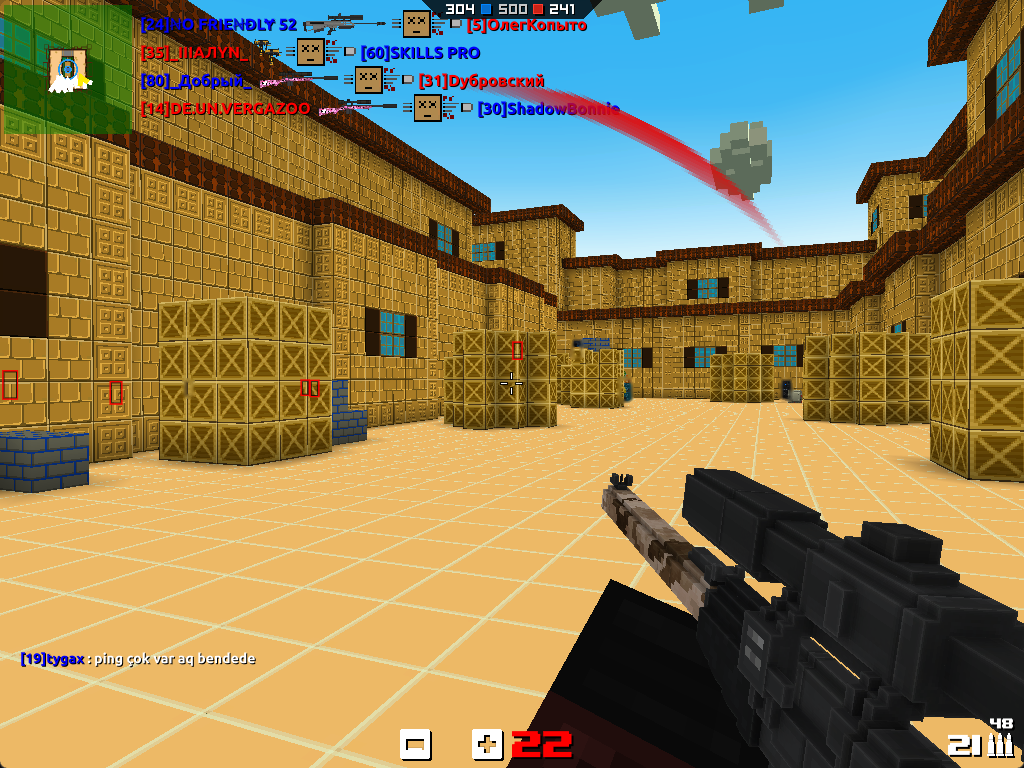 304 500 241
[24]NO FRIENDLY 52 [5]ОлегКопыто
[35]_ШАЛУN_ [60]SKILLS PRO
[80]_Добрый_ [31]Дубровский
[14]DE.UN.VERGAZOO [30]ShadowBonnie
[19]tygax : ping çok var aq bendede
22
48
21